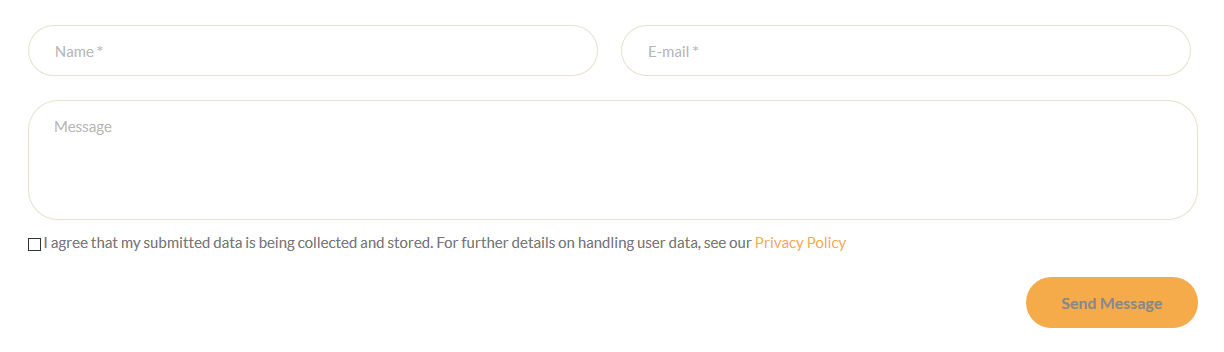 Name *
E-mail *
Message
I agree that my submitted data is being collected and stored. For further details on handling user data, see our Privacy Policy
Send Message